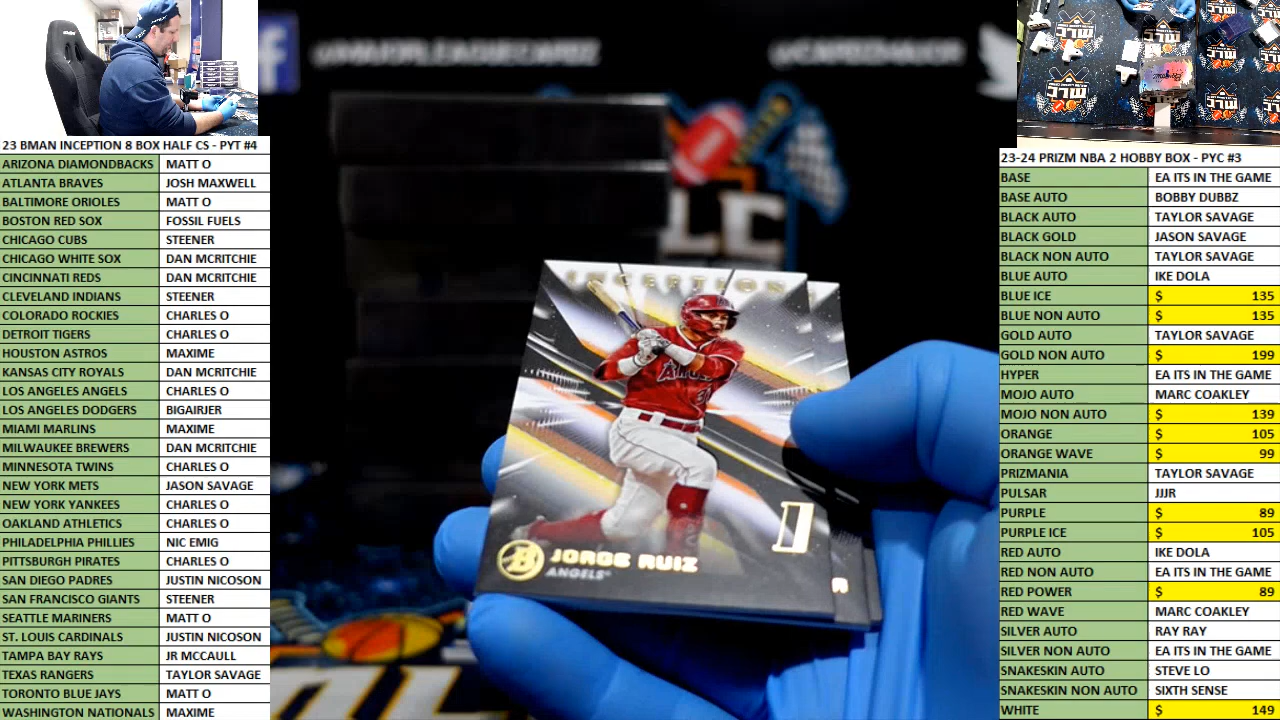 23 BMAN INCEPTION 8 BOX HALF CS - PYT #4
ARIZONA DIAMONDBACKS MATT O
ATLANTA BRAVES JOSH MAXWELL
BALTIMORE ORIOLES MATT O
BOSTON RED SOX FOSSIL FUELS
CHICAGO CUBS STEENER
CHICAGO WHITE SOX DAN MCRITCHIE
CINCINNATI REDS DAN MCRITCHIE
CLEVELAND INDIANS STEENER
COLORADO ROCKIES CHARLES O
DETROIT TIGERS CHARLES O
HOUSTON ASTROS MAXIME
KANSAS CITY ROYALS DAN MCRITCHIE
LOS ANGELES ANGELS CHARLES O
LOS ANGELES DODGERS BIGAIRJER
MIAMI MARLINS MAXIME
MILWAUKEE BREWERS DAN MCRITCHIE
MINNESOTA TWINS CHARLES O
NEW YORK METS JASON SAVAGE
NEW YORK YANKEES CHARLES O
OAKLAND ATHLETICS CHARLES O
PHILADELPHIA PHILLIES NIC EMIG
PITTSBURGH PIRATES CHARLES O
SAN DIEGO PADRES JUSTIN NICOSON
SAN FRANCISCO GIANTS STEENER
SEATTLE MARINERS MATT O
ST. LOUIS CARDINALS JUSTIN NICOSON
TAMPA BAY RAYS JR MCCAULL
TEXAS RANGERS TAYLOR SAVAGE
TORONTO BLUE JAYS MATT O
WASHINGTON NATIONALS MAXIME
INCEPTION
ANGELS
JORGE RUIZ
ANGELS
23-24 PRIZM NBA 2 HOBBY BOX - PYC #3
BASE EA ITS IN THE GAME
BASE AUTO BOBBY DUBBZ
BLACK AUTO TAYLOR SAVAGE
BLACK GOLD JASON SAVAGE
BLACK NON AUTO TAYLOR SAVAGE
BLUE AUTO IKE DOLA
BLUE ICE $ 135
BLUE NON AUTO $ 135
GOLD AUTO TAYLOR SAVAGE
GOLD NON AUTO $ 199
HYPER EA ITS IN THE GAME
MOJO AUTO MARC COAKLEY
MOJO NON AUTO $ 139
ORANGE $ 105
ORANGE WAVE $ 99
PRIZMANIA TAYLOR SAVAGE
PULSAR JJJR
PURPLE $ 89
PURPLE ICE $ 105
RED AUTO IKE DOLA
RED NON AUTO EA ITS IN THE GAME
RED POWER $ 89
RED WAVE MARC COAKLEY
SILVER AUTO RAY RAY
SILVER NON AUTO EA ITS IN THE GAME
SNAKESKIN AUTO STEVE LO
SNAKESKIN NON AUTO SIXTH SENSE
WHITE $ 149